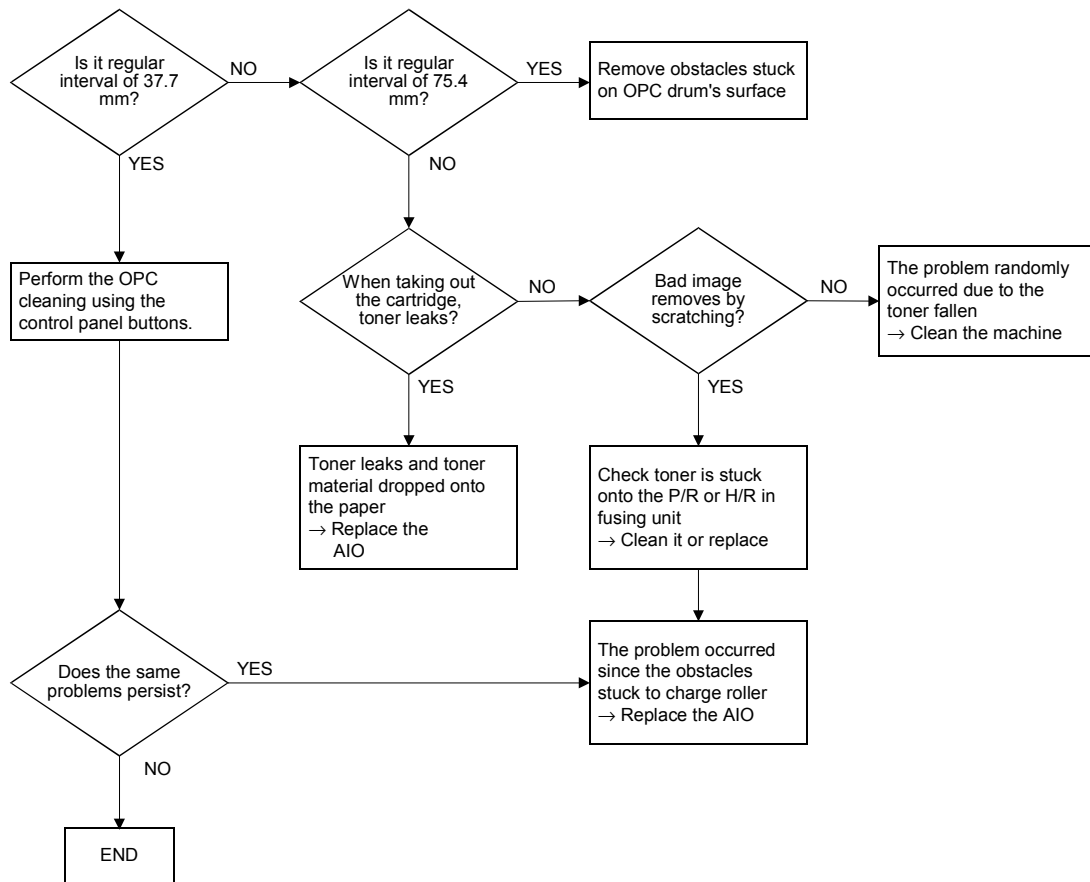 Is it regular
interval of 37.7
mm?
NO
Is it regular
interval of 75.4
mm?
YES
Remove obstacles stuck
on OPC drum's surface
YES
NO
Perform the OPC
cleaning using the
control panel buttons.
When taking out
the cartridge,
toner leaks?
NO
Bad image
removes by
scratching?
NO
The problem randomly
occurred due to the
toner fallen
→ Clean the machine
YES
YES
Toner leaks and toner
material dropped onto
the paper
→ Replace the
AIO
Check toner is stuck
onto the P/R or H/R in
fusing unit
→ Clean it or replace
Does the same
problems persist?
YES
The problem occurred
since the obstacles
stuck to charge roller
→ Replace the AIO
NO
END